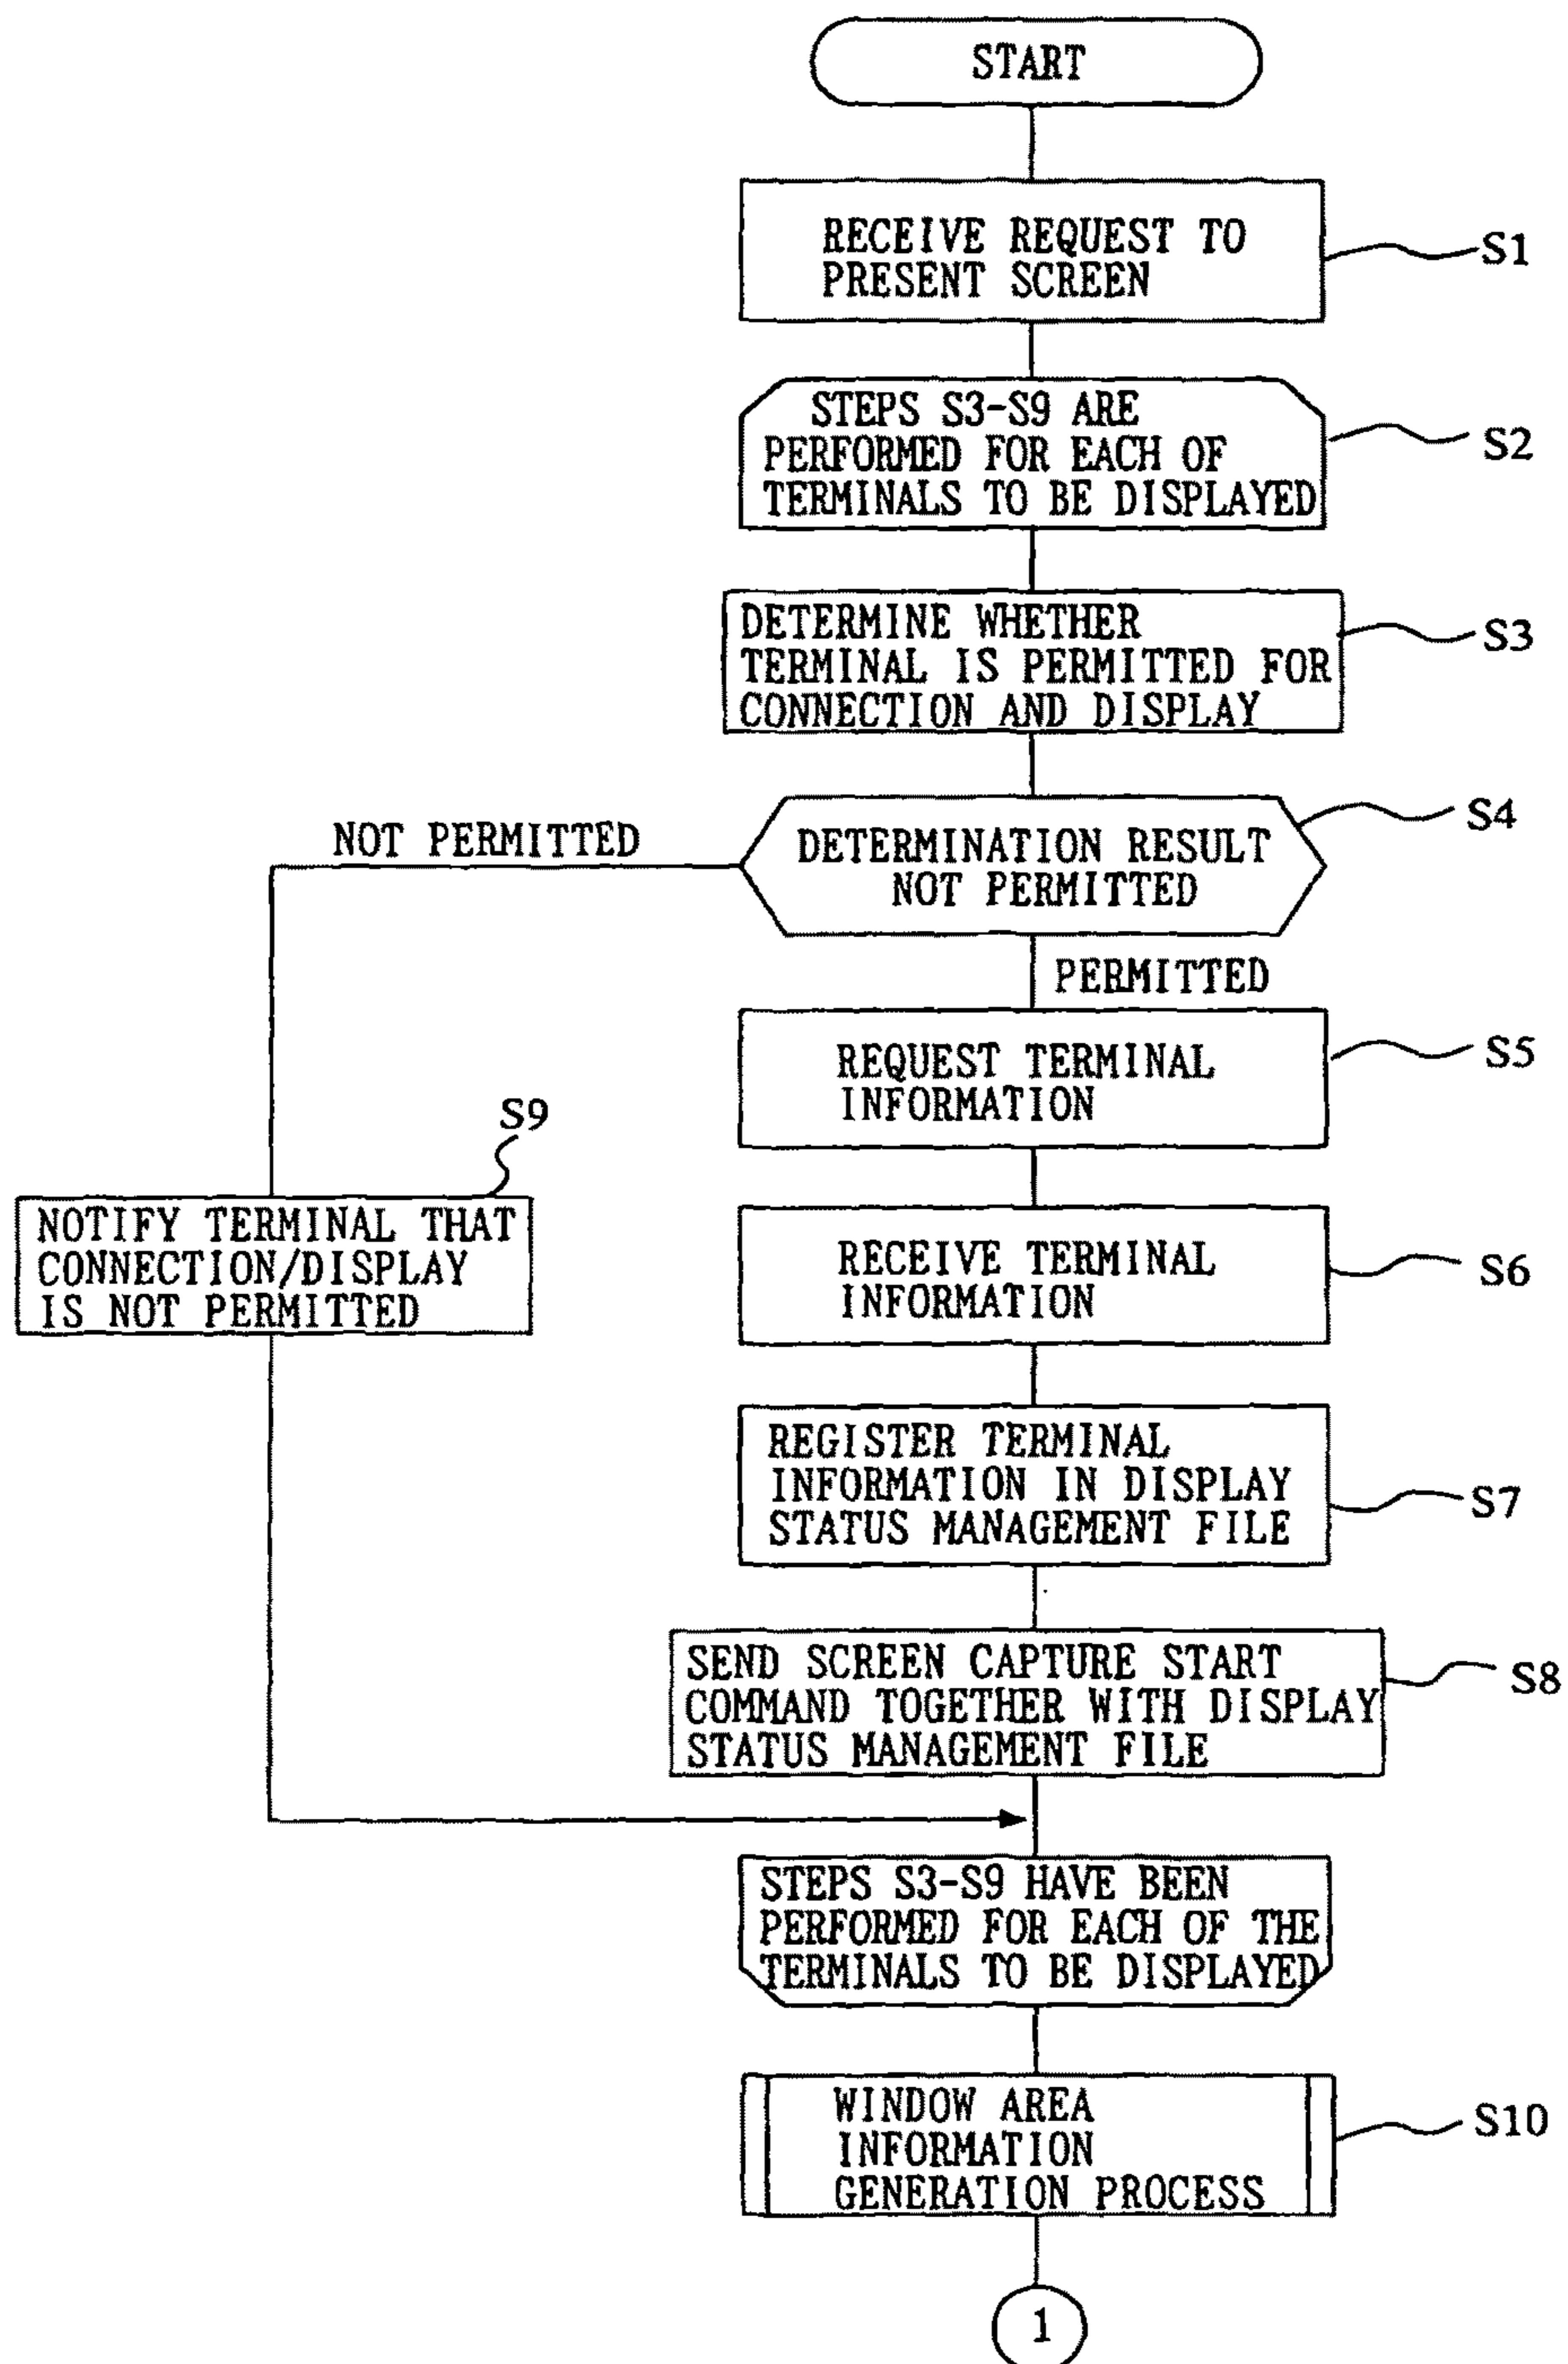 START
RECEIVE REQUEST TO
PRESENT SCREEN
S1
STEPS S3-S9 ARE
PERFORMED FOR EACH OF
TERMINALS TO BE DISPLAYED
S2
DETERMINE WHETHER
TERMINAL IS PERMITTED FOR
CONNECTION AND DISPLAY
S3
DETERMINATION RESULT
NOT PERMITTED
S4
NOT PERMITTED
PERMITTED
REQUEST TERMINAL
INFORMATION
S5
S9
NOTIFY TERMINAL THAT
CONNECTION/DISPLAY
IS NOT PERMITTED
RECEIVE TERMINAL
INFORMATION
S6
REGISTER TERMINAL
INFORMATION IN DISPLAY
STATUS MANAGEMENT FILE
S7
SEND SCREEN CAPTURE START
COMMAND TOGETHER WITH DISPLAY
STATUS MANAGEMENT FILE
S8
STEPS S3-S9 HAVE BEEN
PERFORMED FOR EACH OF THE
TERMINALS TO BE DISPLAYED
WINDOW AREA
INFORMATION
GENERATION PROCESS
S10
1